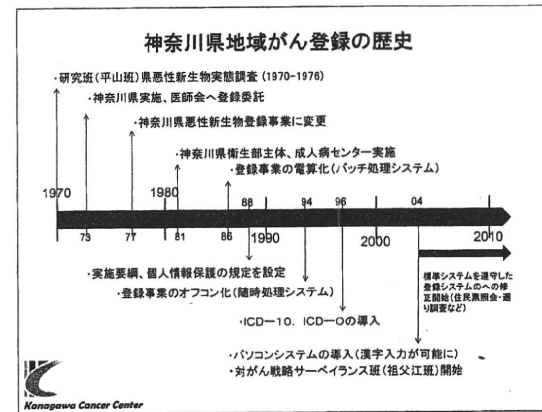 神奈川県地域がん登録の歴史
・研究班(平山班)県悪性新生物実態調査(1970-1976)
・神奈川県実施、医師会へ登録委託
・神奈川県悪性新生物登録事業に変更
・神奈川県衛生部主体、成人病センター実施
・登録事業の電算化(バッチ処理システム)
1970
1980
88
94
96
04
73
77
81
86
1990
2000
2010
・実施要綱、個人情報保護の規定を設定
・登録事業のオフコン化(随時処理システム)
・ICD-10. ICD-Oの導入
・パソコンシステムの導入(漢字入力が可能に)
・対がん戦略サーベイランス班(祖父江班)開始
標準システムを遵守した
登録システムのへの修
正開始(住民票照会・遡
り調査など)
Kanagawa Cancer Center